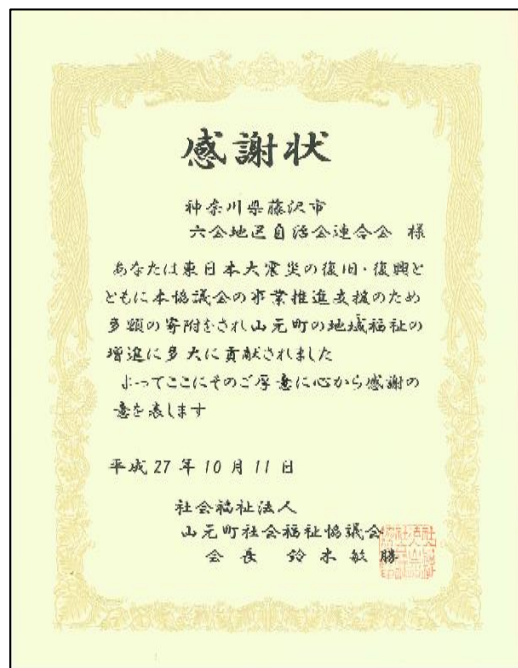 感謝状
神奈川県藤沢市
六会地区自治会連合会 様
あなたは東日本大震災の復旧・復興と
ともに本協議会の事業推進支援のため
多額の寄附をされ山元町の地域福祉の
増進に多大に貢献されました
よってここにそのご厚意に心から感謝の
意を表します
平成27年10月11日
社会福祉法人
山元町社会福祉協議会
会長 鈴木敏勝